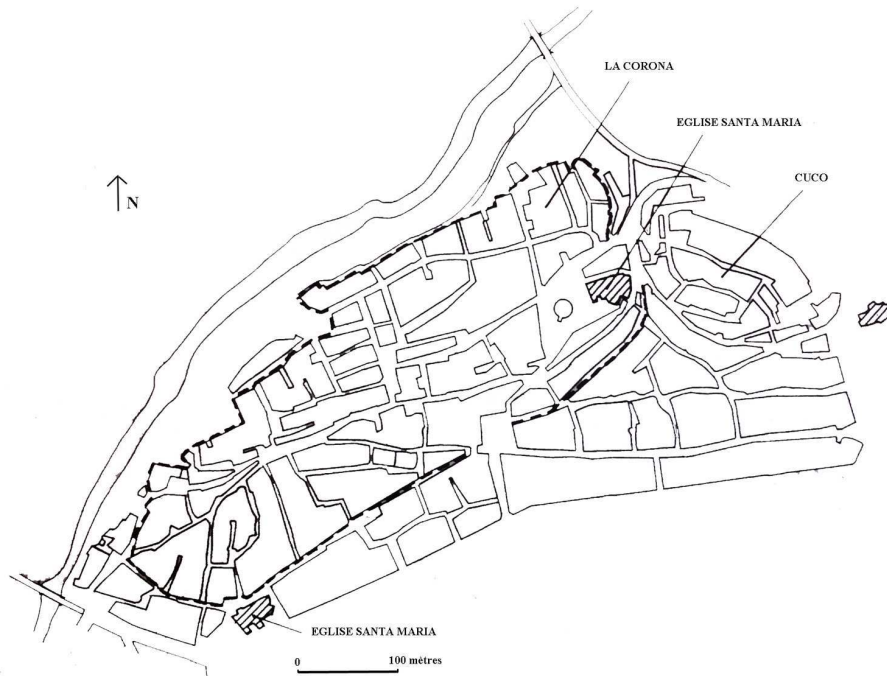 LA CORONA
EGLISE SANTA MARIA
CUCO
N
EGLISE SANTA MARIA
0 100 mètres